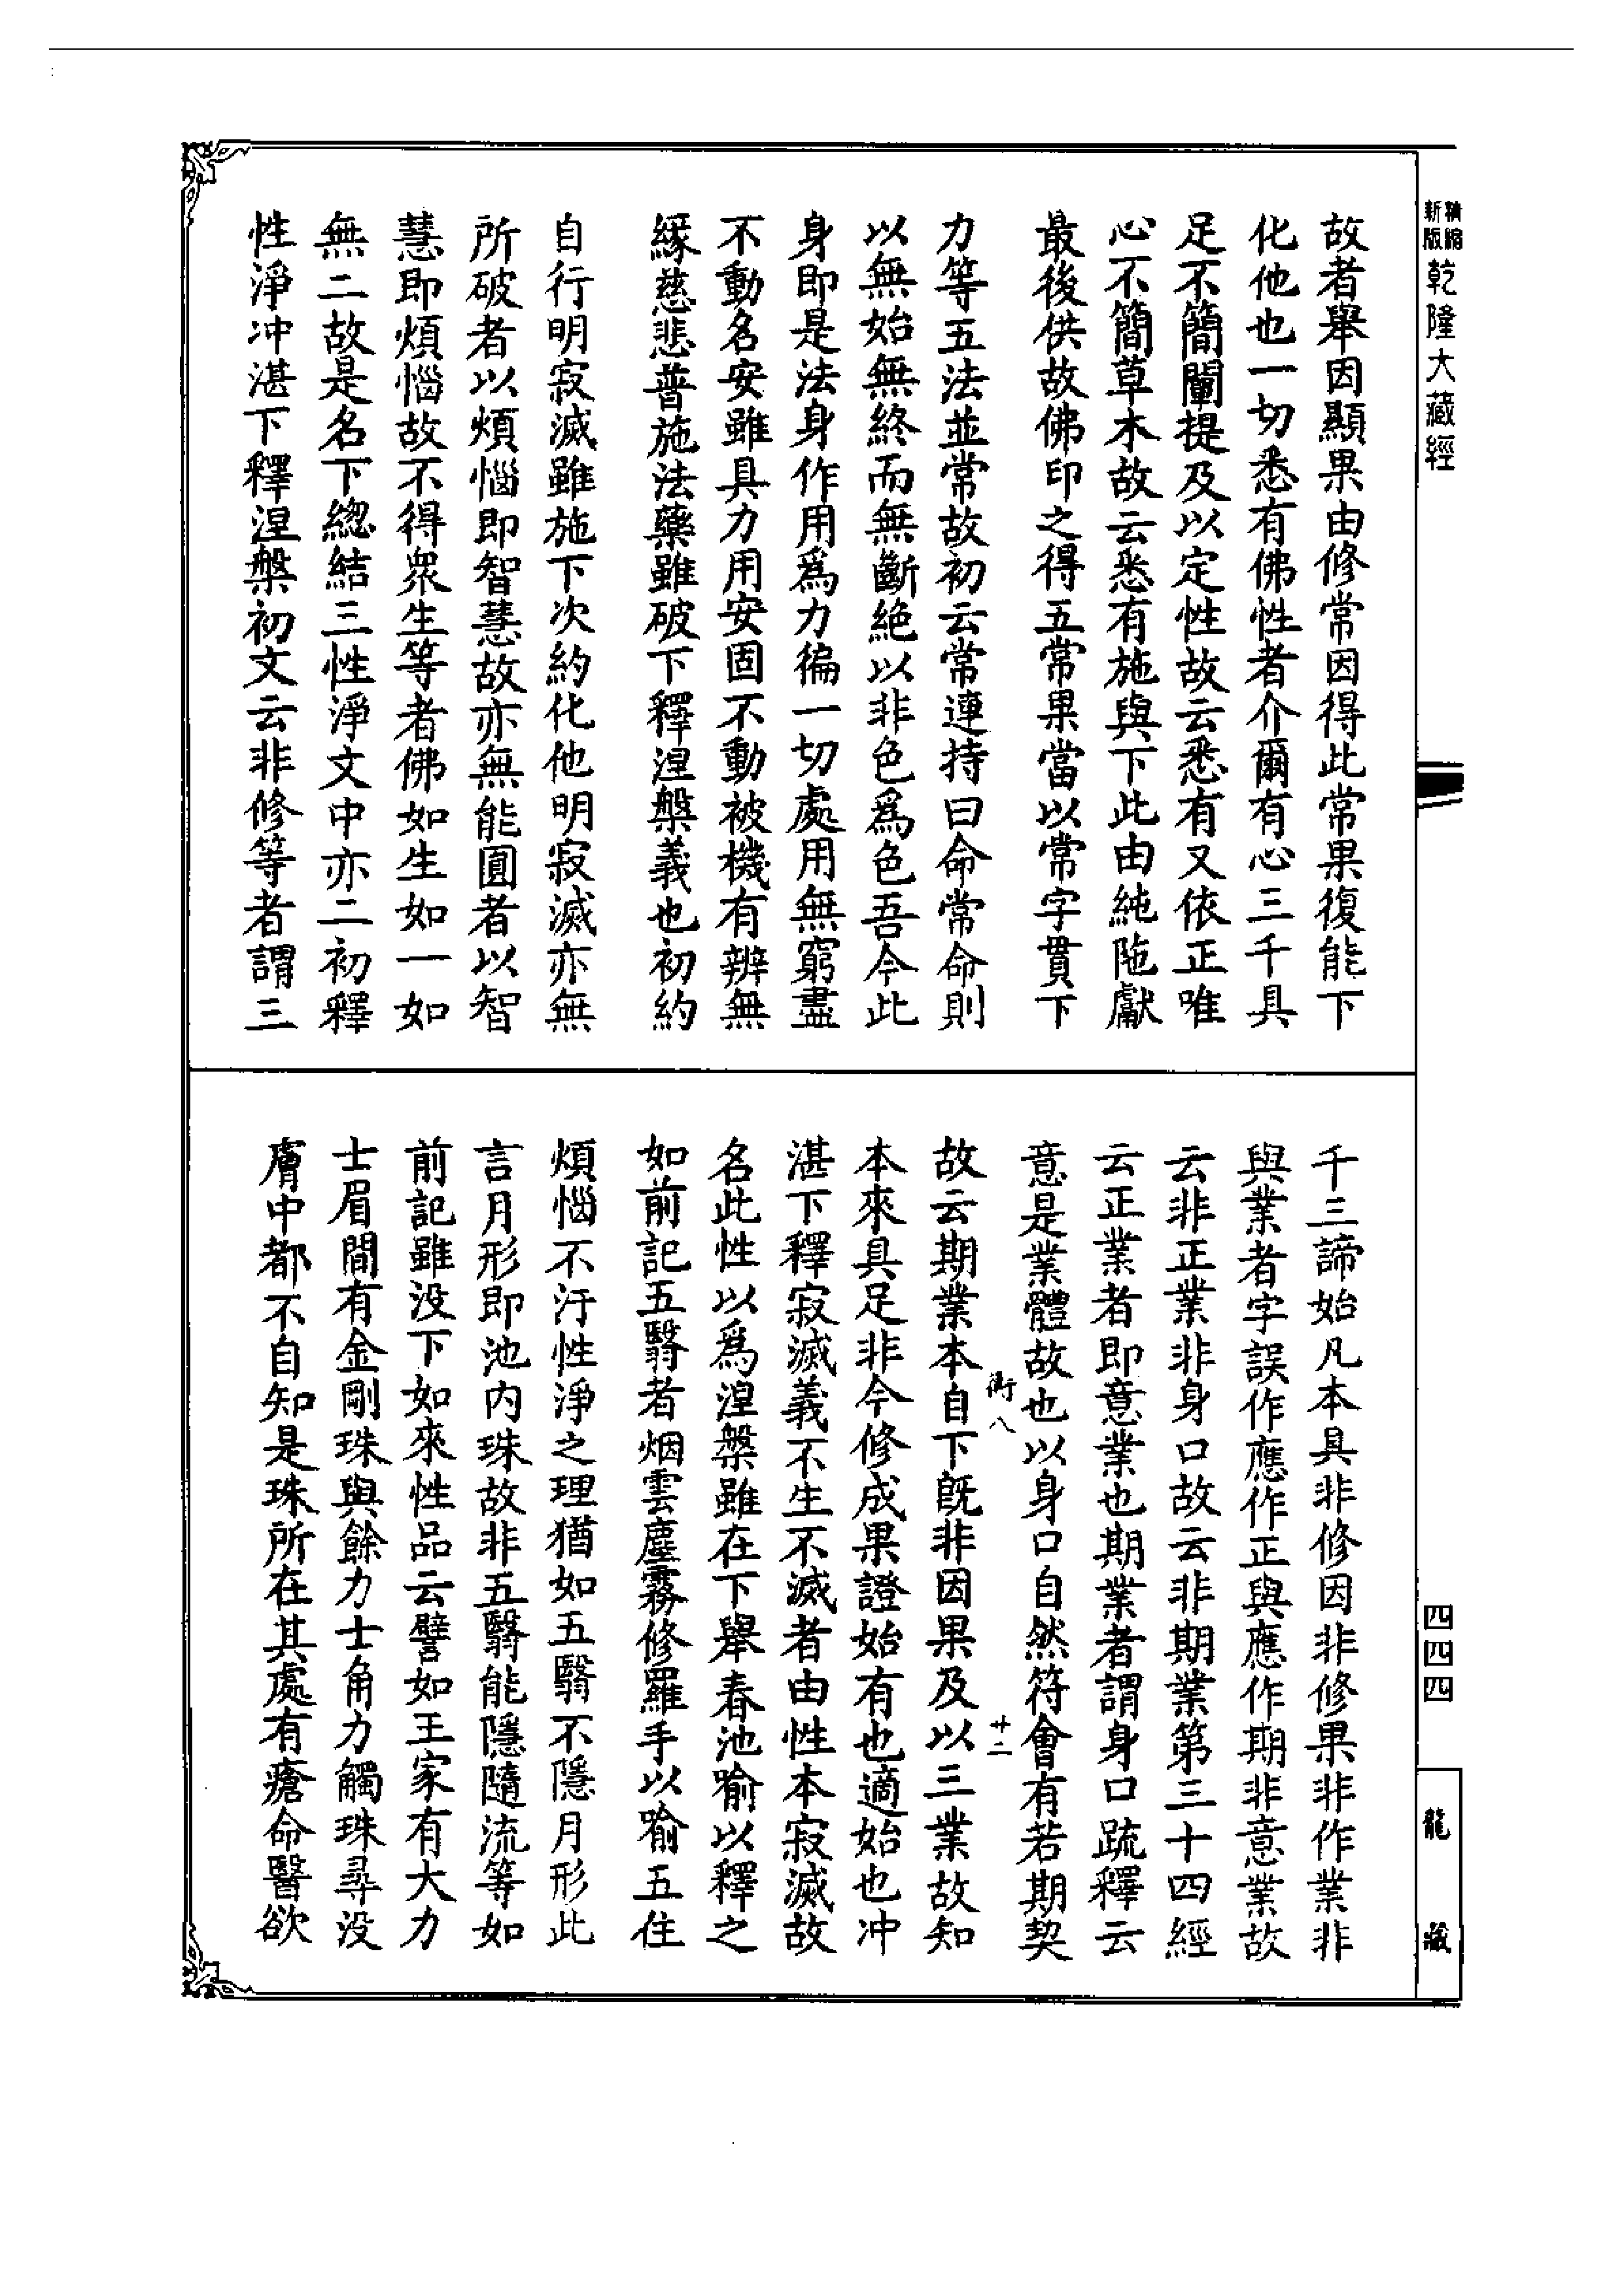 精縮新版乾隆大藏經
故者舉因顯果由修常因得此常果復能下
化他也一切悉有佛性者介爾有心三千具
足不簡闡提及以定性故云悉有又依正唯
心不簡草木故云悉有施與下此由純陁獻
最後供故佛印之得五常果當以常字貫下
力等五法並常故初云常連持曰命常命則
以無始無終而無斷絶以非色爲色吾今此
身即是法身作用爲力徧一切處用無窮盡
不動名安雖具力用安固不動被機有辨無
緣慈悲普施法藥雖破下釋涅槃義也初約
自行明寂滅雖施下次約化他明寂滅亦無
所破者以煩惱即智慧故亦無能圓者以智
慧即煩惱故不得眾生等者佛如生如一如
無二故是名下總結三性淨文中亦二初釋
性淨冲湛下釋涅槃初文云非修等者謂三
千三諦始凡本具非修因非修果非作業非
與業者字誤作應作正與應作期非意業故
云非正業非身口故云非期業第三十四經
云正業者即意業也期業者謂身口疏釋云
意是業體故也以身口自然符會有若期契
衝八
廿二
故云期業本自下既非因果及以三業故知
本來具足非今修成果證始有也適始也冲
湛下釋寂滅義不生不滅者由性本寂滅故
名此性以爲涅槃雖在下舉春池喻以釋之
如前記五翳者烟雲塵霧修羅手以喻五住
煩惱不汙性淨之理猶如五翳不隱月形此
言月形即池内珠故非五翳能隱隨流等如
前記雖没下如來性品云譬如王家有大力
士眉間有金剛珠與餘力士角力觸珠尋没
膚中都不自知是珠所在其處有瘡命醫欲
四四四
龍藏